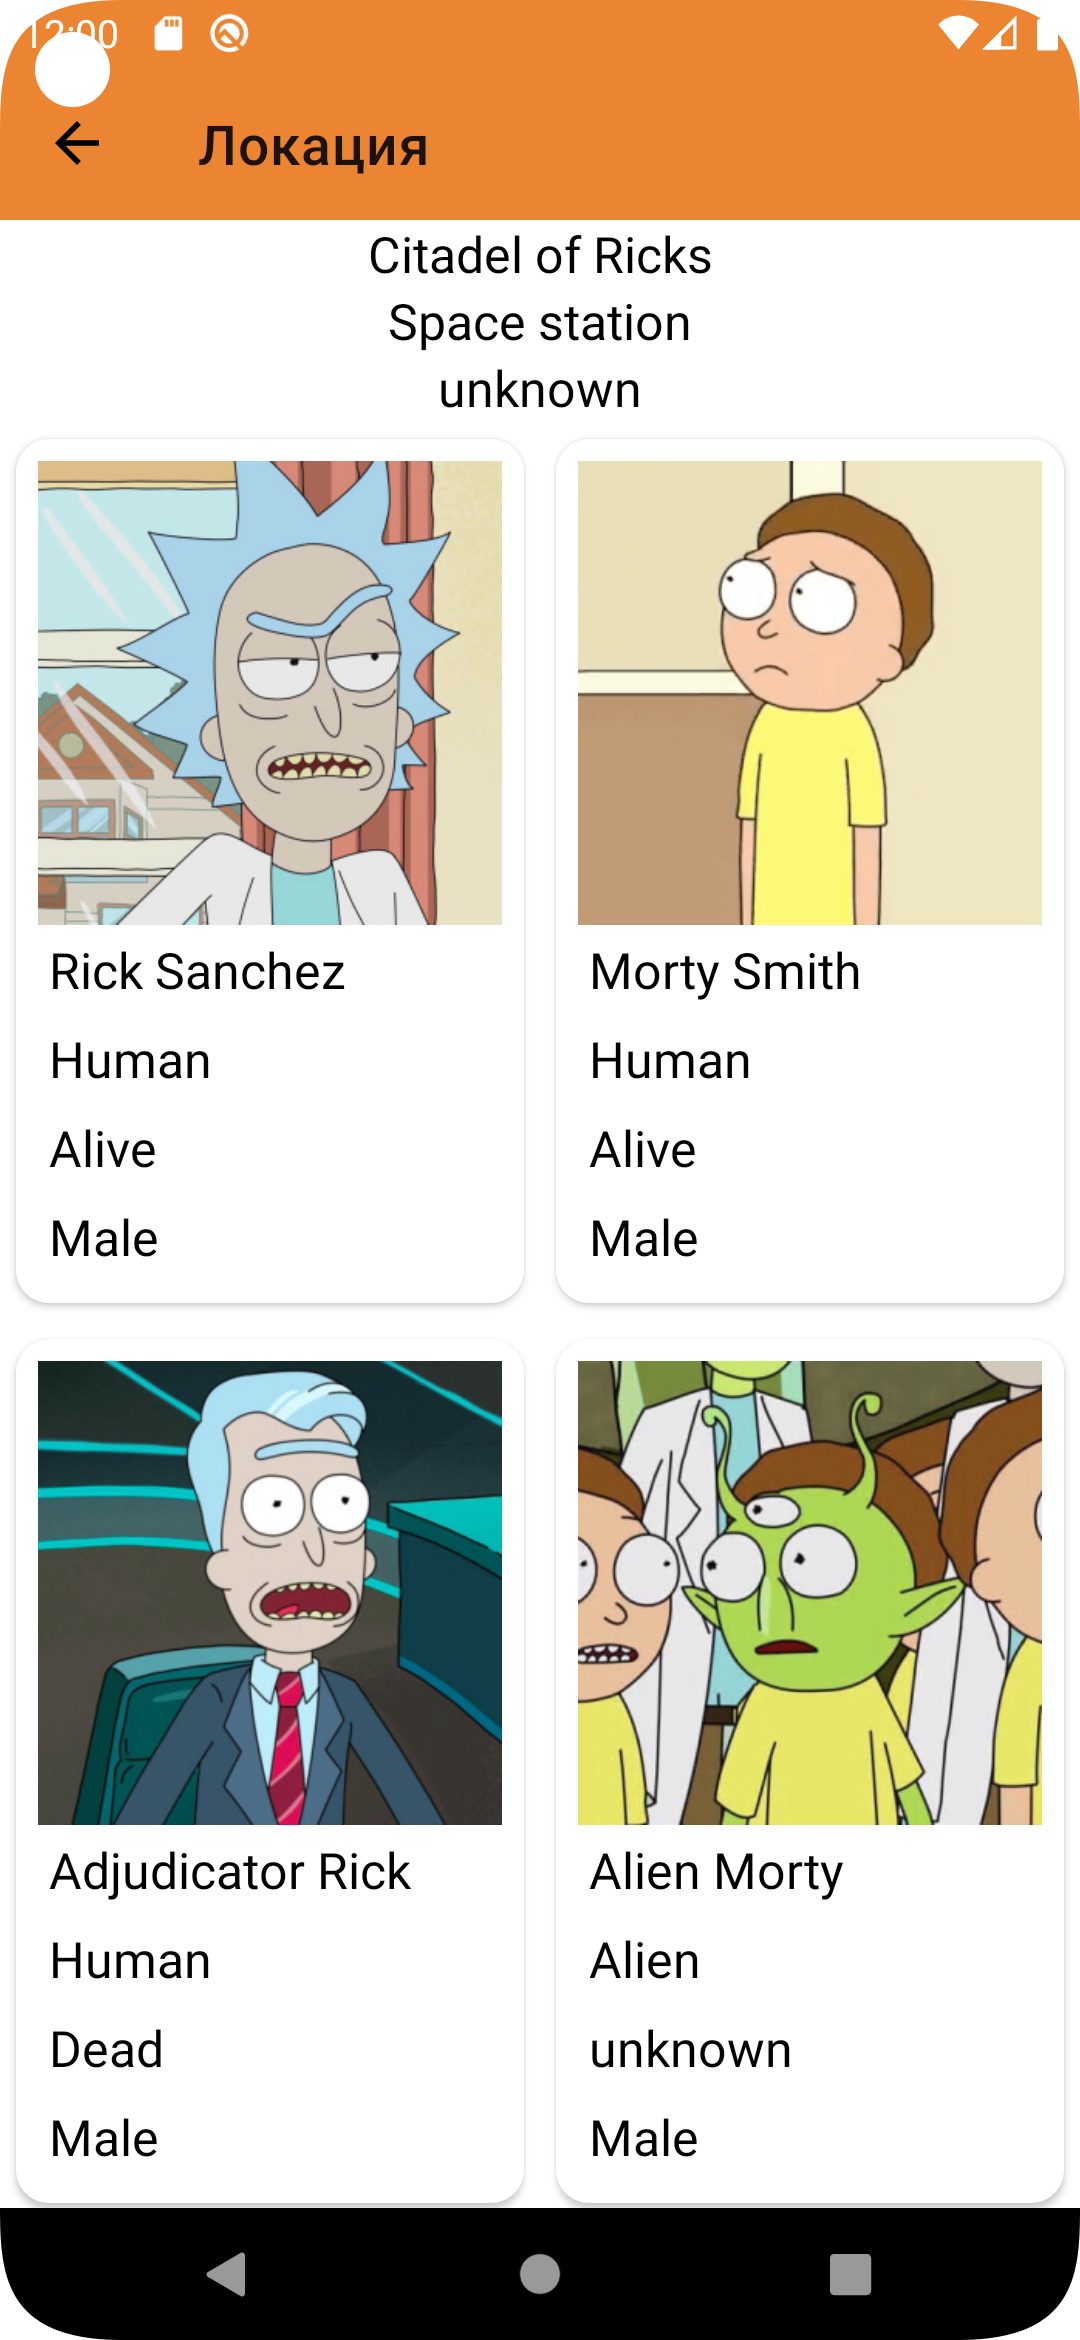 12:00
Локация
Citadel of Ricks
Space station
unknown
Rick Sanchez
Human
Alive
Male
Morty Smith
Human
Alive
Male
Adjudicator Rick
Human
Dead
Male
Alien Morty
Alien
unknown
Male